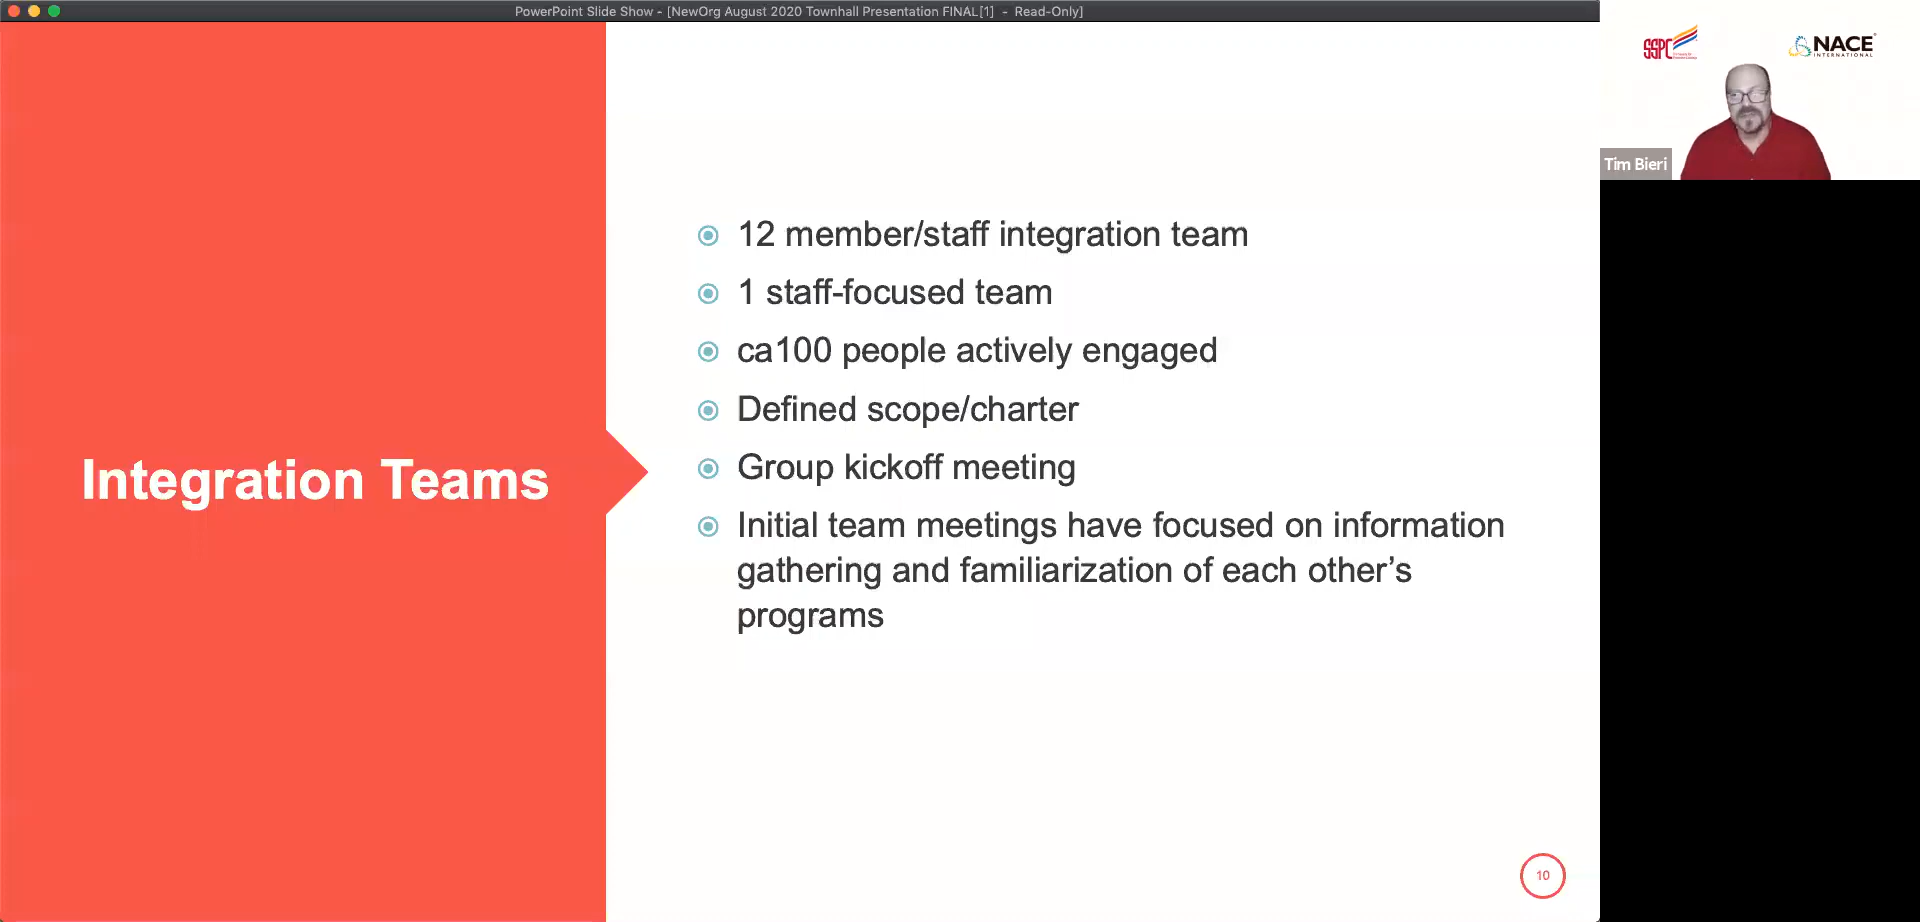 PowerPoint Slide Show - [NewOrg August 2020 Townhall Presentation FINAL[1] - Read-Only]
SSPC
NACE
INTERNATIONAL
Tim Bieri
Integration Teams
12 member/staff integration team
1 staff-focused team
ca100 people actively engaged
Defined scope/charter
Group kickoff meeting
Initial team meetings have focused on information
gathering and familiarization of each other’s
programs
10